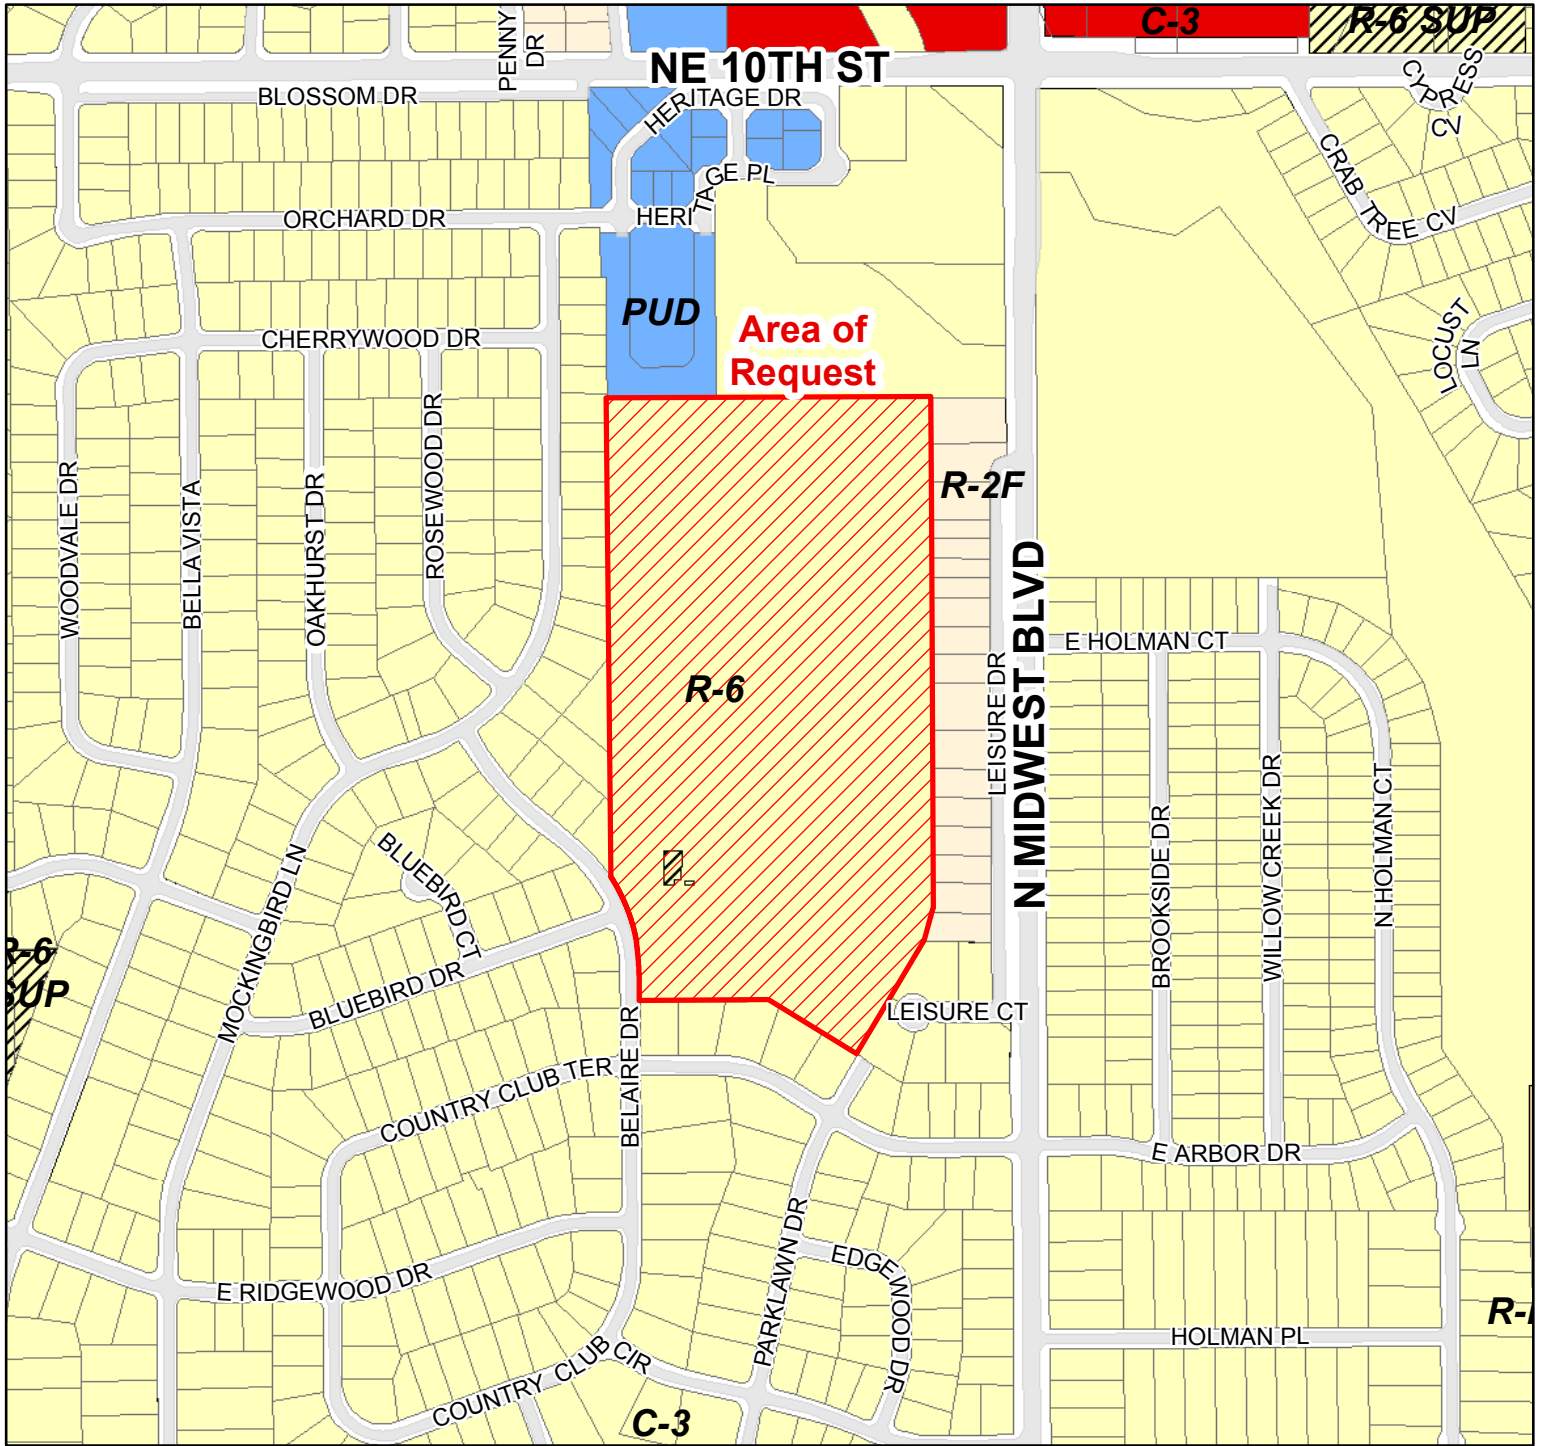 C-3
R-6 SUP
PENNY
DR
NE 10TH ST
BLOSSOM DR
HERITAGE DR
CYPRESS
CV
CRAB TREE CV
HERITAGE PL
ORCHARD DR
PUD
Area of
Request
CHERRYWOOD DR
LOCUST
LN
WOODVALE DR
BELLA VISTA
OAKHURST DR
ROSEWOOD DR
R-2F
R-6
LEISURE DR
N MIDWEST BLVD
E HOLMAN CT
BROOKSIDE DR
WILLOW CREEK DR
N HOLMAN CT
BLUEBIRD CT
MOCKINGBIRD LN
BLUEBIRD DR
R-6
SUP
LEISURE CT
BELAIRE DR
COUNTRY CLUB TER
E ARBOR DR
E RIDGEWOOD DR
PARKLAWN DR
EDGEWOOD DR
HOLMAN PL
COUNTRY CLUB CIR
C-3